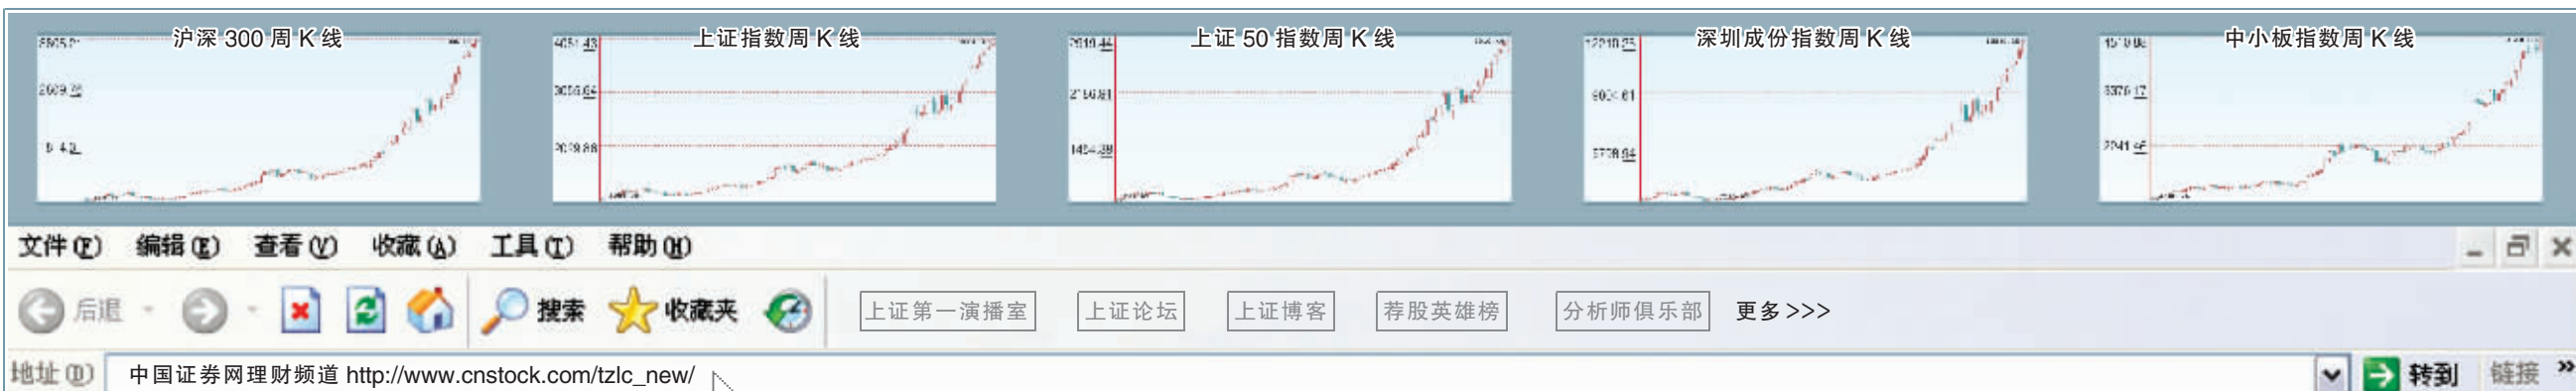 沪深 300 周 K 线
上证指数周 K 线
上证 50 指数周 K 线
深圳成份指数周 K 线
中小板指数周 K 线
4051.43
2156.81
文件(F) 编辑(E) 查看(V) 收藏(A) 工具(T) 帮助(H)
后退 搜索 收藏夹 上证第一演播室 上证论坛 上证博客 荐股英雄榜 分析师俱乐部 更多>>>
地址(D) 中国证券网理财频道 http://www.cnstock.com/tzlc_new/ 转到 链接 »